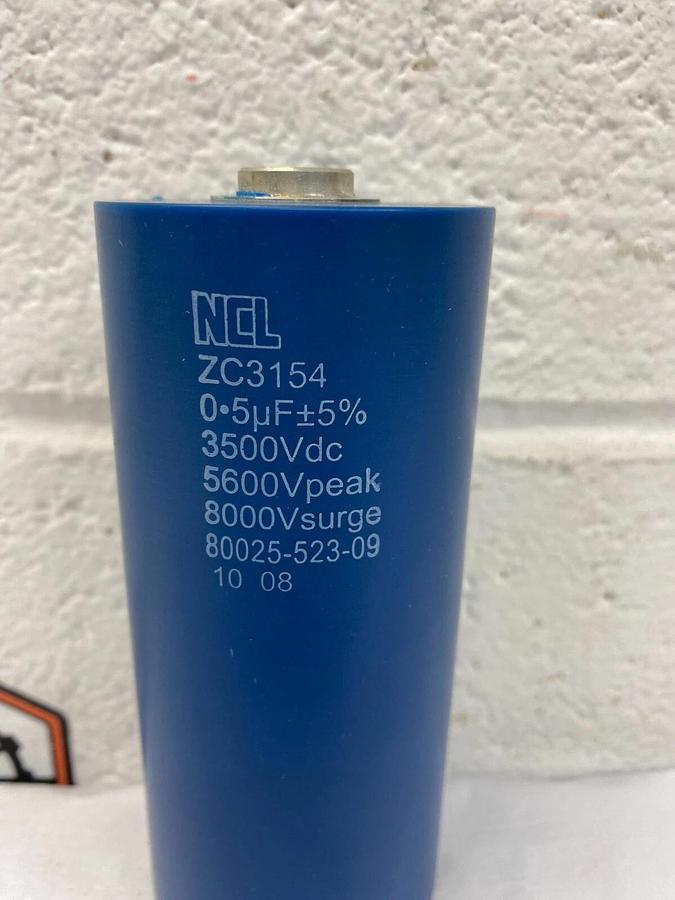 NCL
ZC3154
0•5µF±5%
3500Vdc
5600Vpeak
8000Vsurge
80025-523-09
10 08